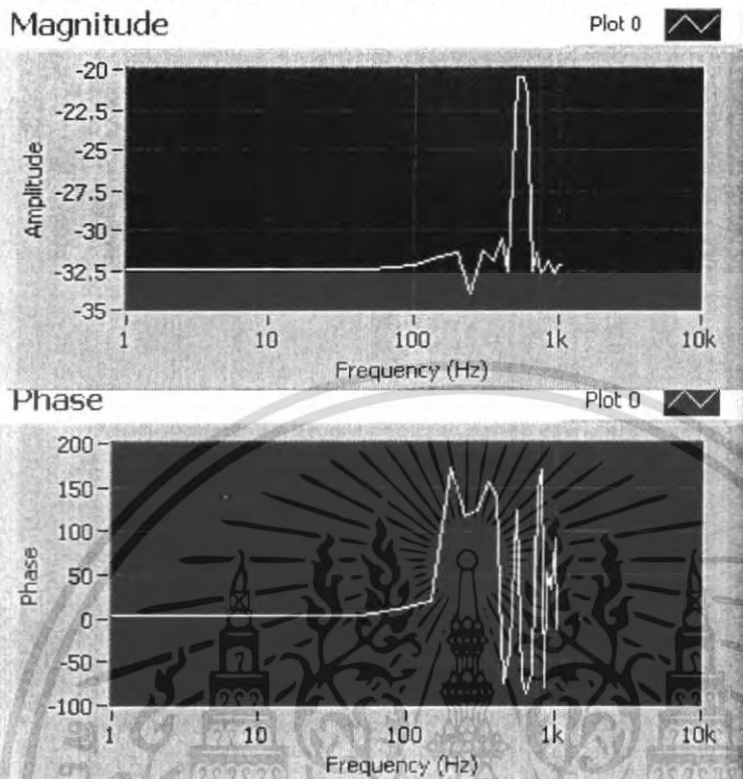 Magnitude
Plot 0
-20
-22.5
-25
-27.5
-30
-32.5
-35
Amplitude
1
10
100
1k
10k
Frequency (Hz)
Phase
Plot 0
200
150
100
50
0
-50
-100
Phase
1
10
100
1k
10k
Frequency (Hz)